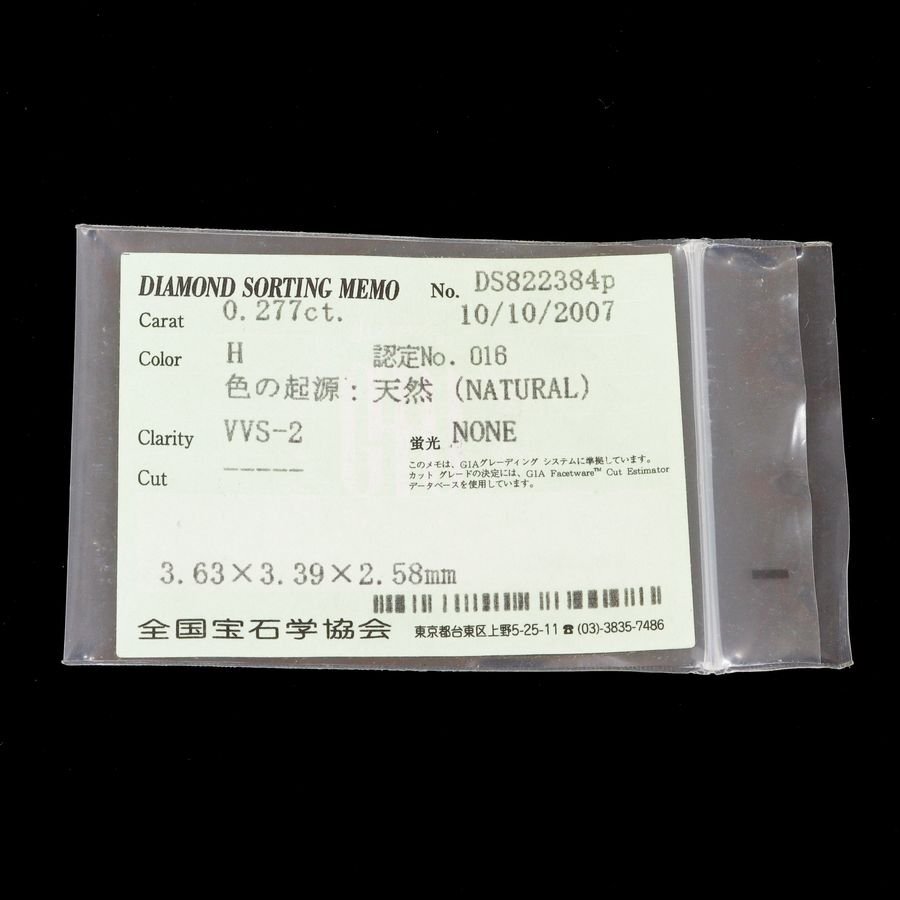 DIAMOND SORTING MEMO No. DS822384p
Carat 0.277ct. 10/10/2007
Color H 認定No. 016
色の起源: 天然 (NATURAL)
Clarity VVS-2 蛍光 NONE
このメモは、GIAグレーディング システムに準拠しています。
カット グレードの決定には、GIA Facetware™ Cut Estimator
データベースを使用しています。
Cut -----
3.63×3.39×2.58mm
全国宝石学協会 東京都台東区上野5-25-11 ☎ (03)-3835-7486